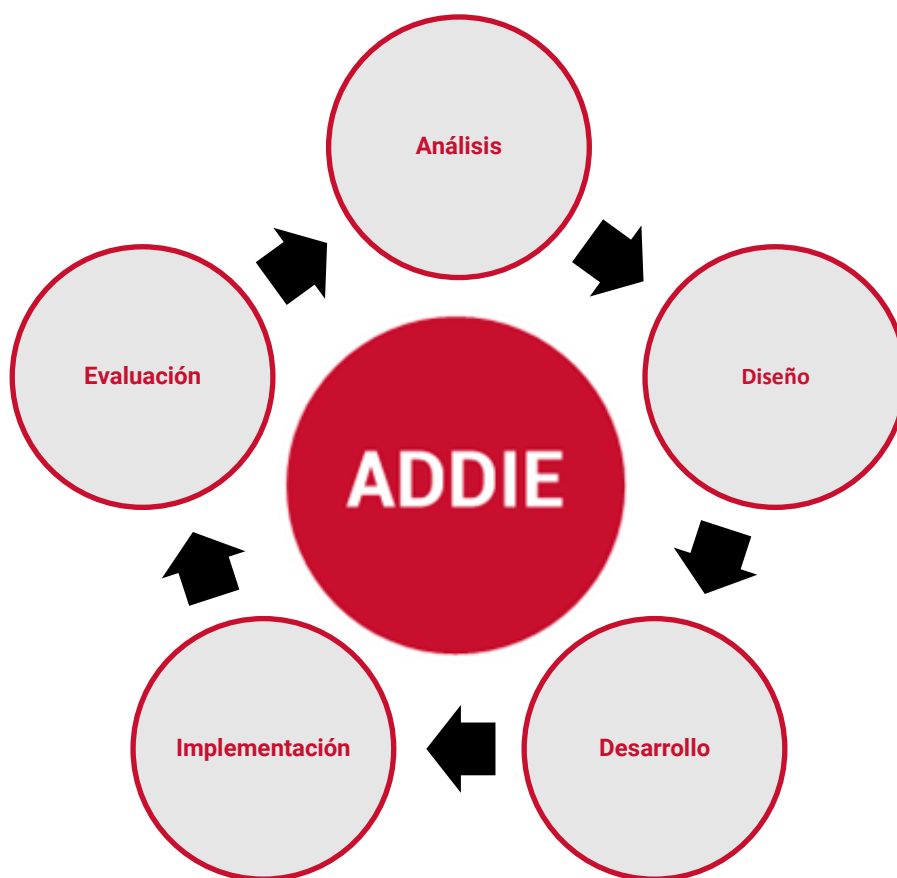 Análisis
Diseño
Desarrollo
Implementación
Evaluación
ADDIE